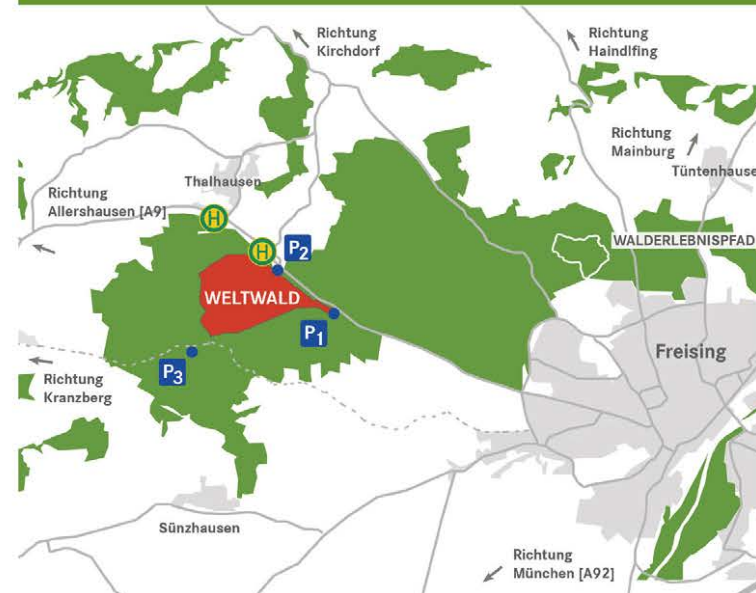 Richtung
Kirchdorf
Richtung
Haindlfing
Richtung
Mainburg
Tüntenhause
Thalhausen
Richtung
Allershausen [A9]
H
H
P2
WALDERLEBNISPFAD
WELTWALD
P1
Freising
P3
Richtung
Kranzberg
Sünzhausen
Richtung
München [A92]